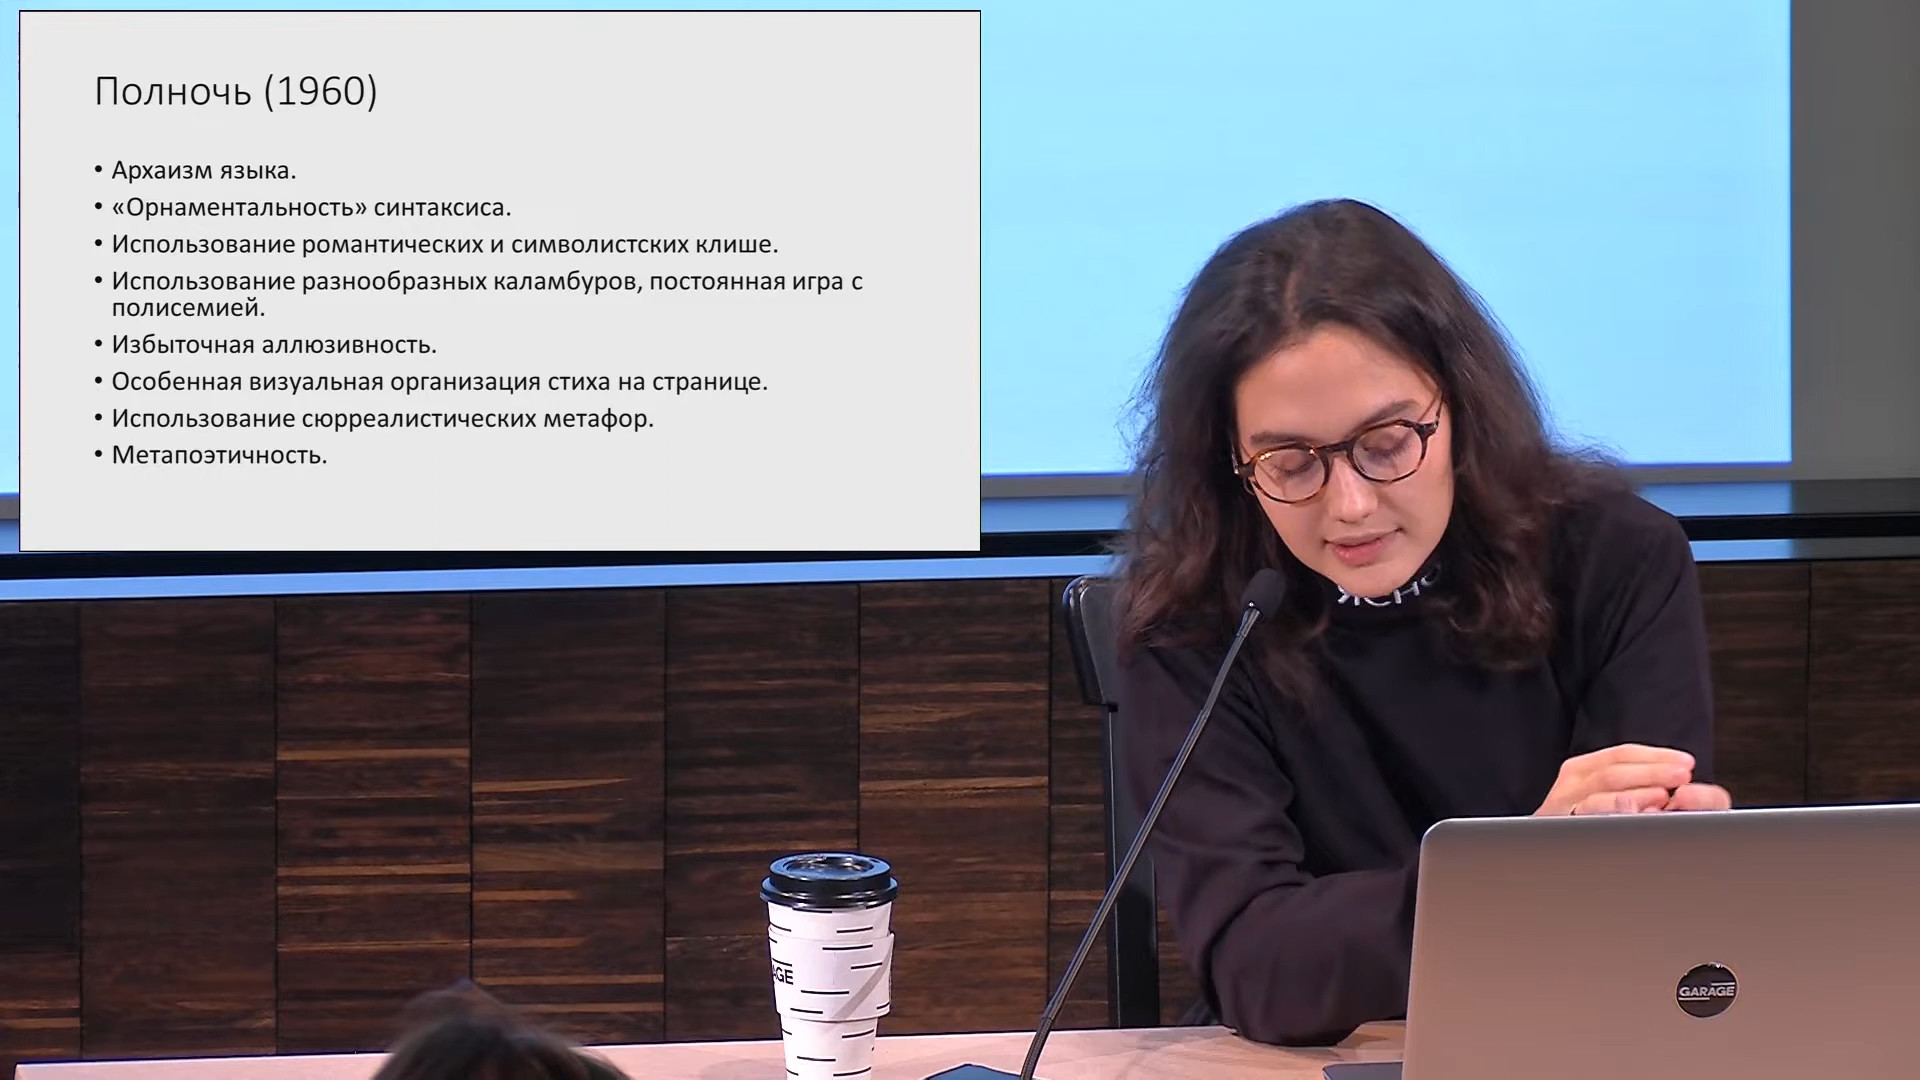 Полночь (1960)
• Архаизм языка.
• «Орнаментальность» синтаксиса.
• Использование романтических и символистских клише.
• Использование разнообразных каламбуров, постоянная игра с
полисемией.
• Избыточная аллюзивность.
• Особенная визуальная организация стиха на странице.
• Использование сюрреалистических метафор.
• Метапоэтичность.
GARAGE